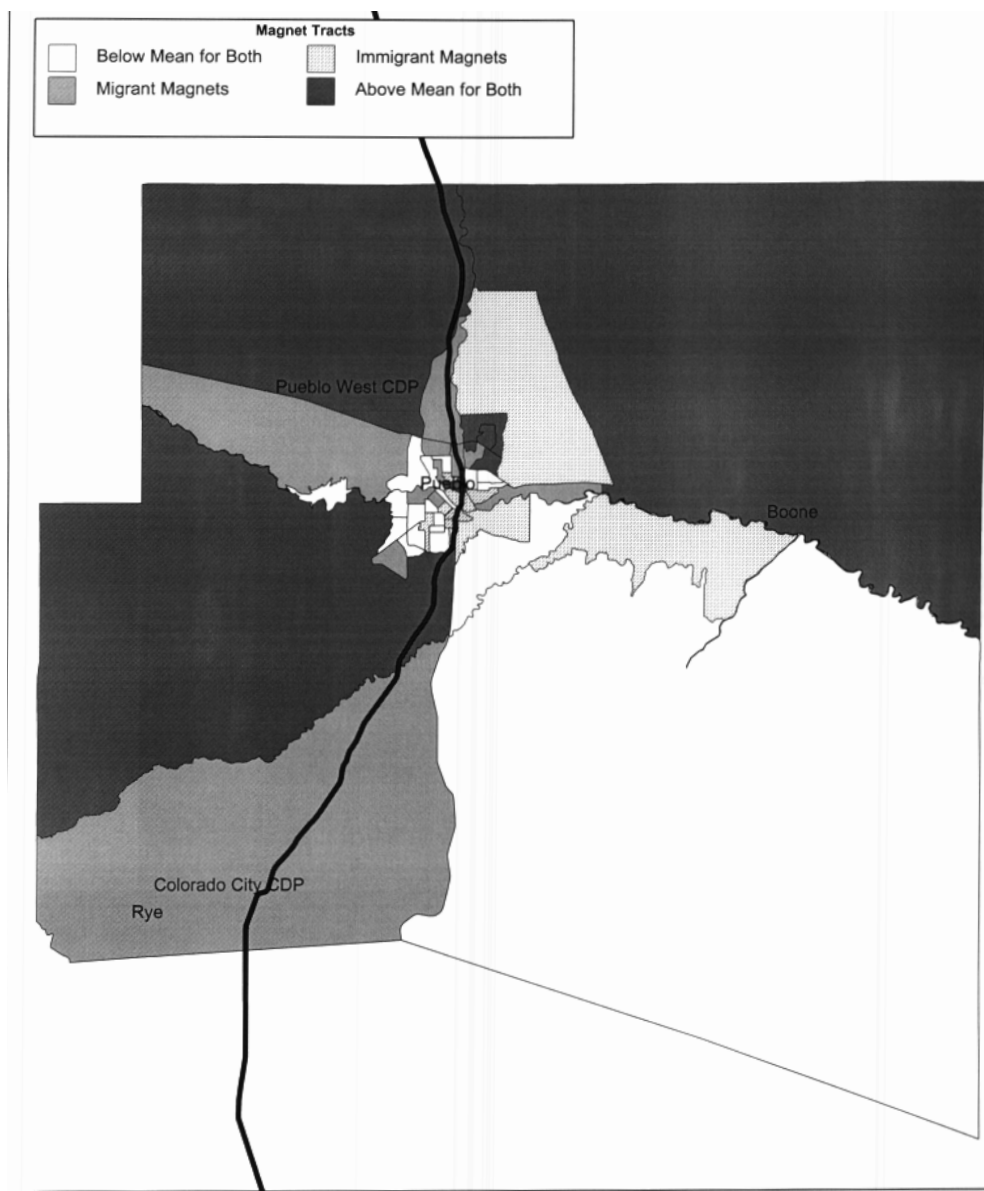 Magnet Tracts
Below Mean for Both
Immigrant Magnets
Migrant Magnets
Above Mean for Both
Pueblo West CDP
Pueblo
Boone
Colorado City CDP
Rye